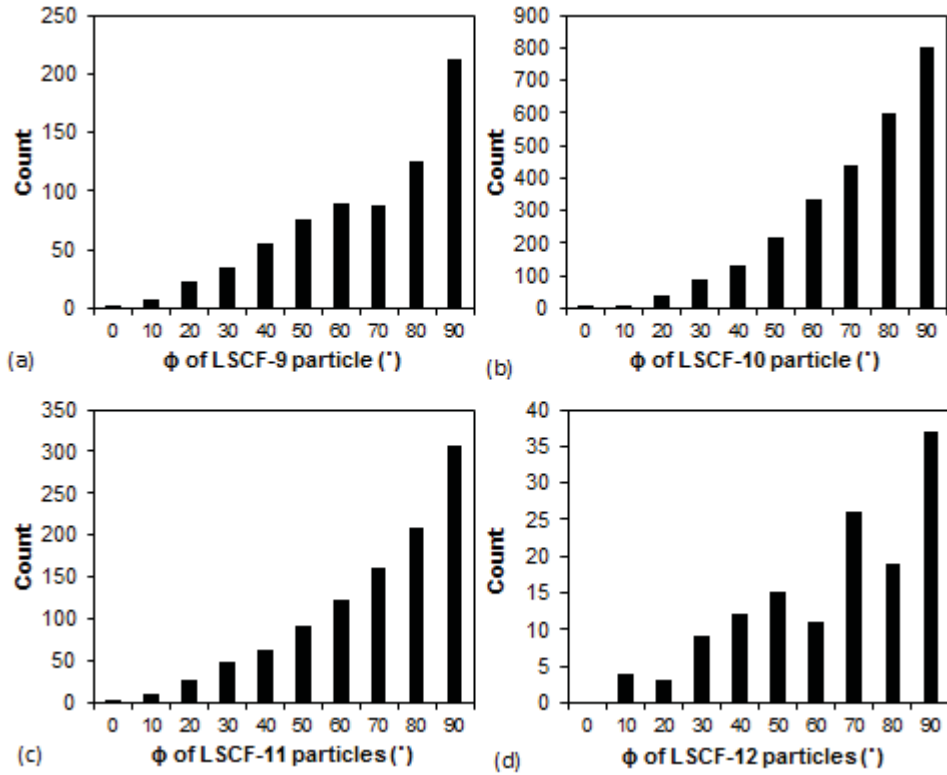 250
200
150
100
50
0
Count
0 10 20 30 40 50 60 70 80 90
ϕ of LSCF-9 particle (˚)
(a)
900
800
700
600
500
400
300
200
100
0
Count
0 10 20 30 40 50 60 70 80 90
ϕ of LSCF-10 particle (˚)
(b)
350
300
250
200
150
100
50
0
Count
0 10 20 30 40 50 60 70 80 90
ϕ of LSCF-11 particles (˚)
(c)
40
35
30
25
20
15
10
5
0
Count
0 10 20 30 40 50 60 70 80 90
ϕ of LSCF-12 particles (˚)
(d)